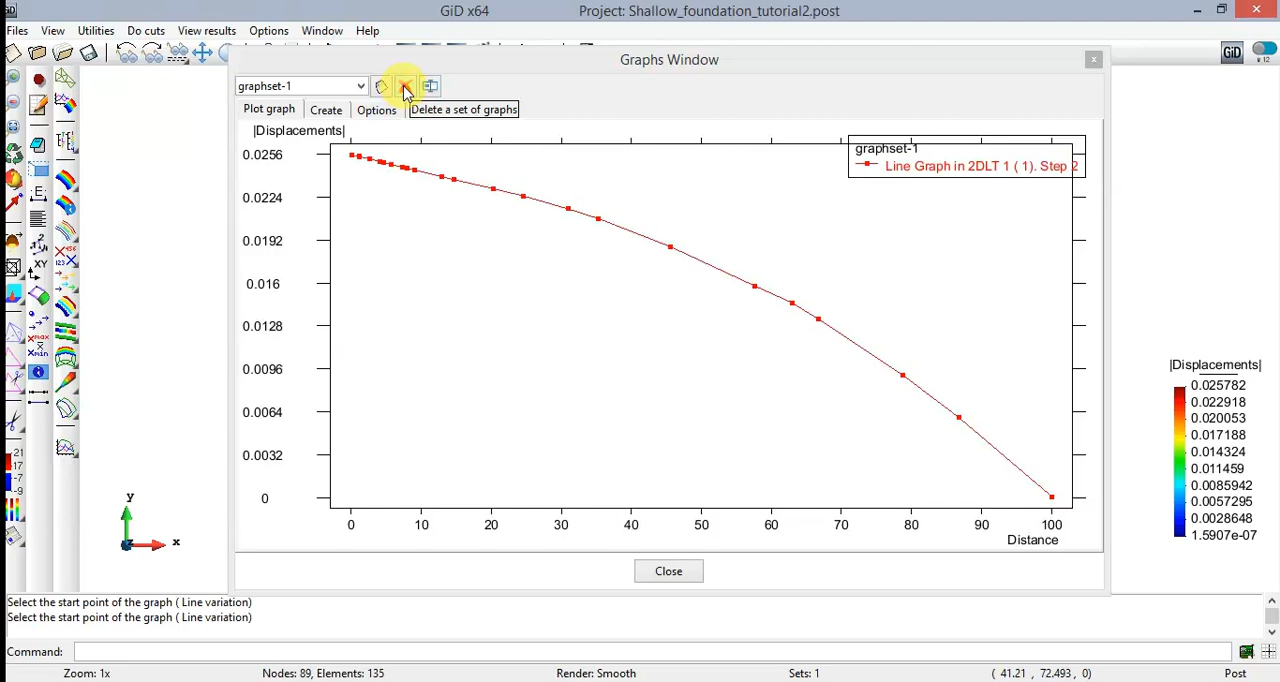 GiD x64 Project: Shallow_foundation_tutorial2.post
Files View Utilities Do cuts View results Options Window Help
Graphs Window
GiD
graphset-1
Plot graph Create Options Delete a set of graphs
|Displacements|
graphset-1
Line Graph in 2DLT 1 ( 1). Step 2
0.0256
0.0224
0.0192
0.016
0.0128
0.0096
0.0064
0.0032
0
0 10 20 30 40 50 60 70 80 90 100
Distance
Close
|Displacements|
0.025782
0.022918
0.020053
0.017188
0.014324
0.011459
0.0085942
0.0057295
0.0028648
1.5907e-07
y
z
x
Select the start point of the graph ( Line variation)
Select the start point of the graph ( Line variation)
Command:
Zoom: 1x Nodes: 89, Elements: 135 Render: Smooth Sets: 1 ( 41.21 , 72.493, 0) Post